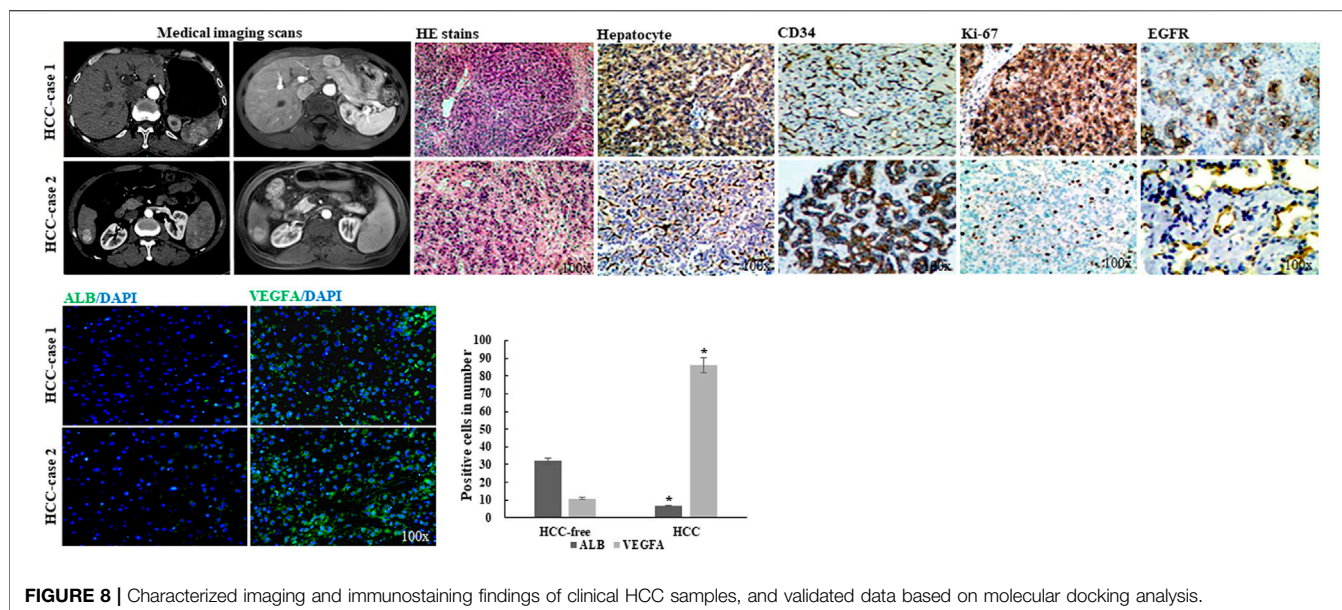 Medical imaging scans HE stains Hepatocyte CD34 Ki-67 EGFR
HCC-case 1
HCC-case 2
100x 100x 100x 100x 100x
ALB/DAPI VEGFA/DAPI
HCC-case 1
HCC-case 2
100x
Positive cells in number
100
90
80
70
60
50
40
30
20
10
0
*
*
HCC-free HCC
ALB VEGFA
FIGURE 8 | Characterized imaging and immunostaining findings of clinical HCC samples, and validated data based on molecular docking analysis.